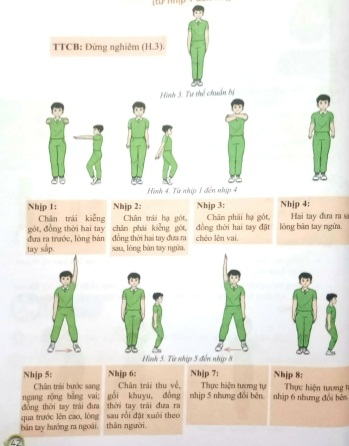 TTCB: Đứng nghiêm (H.3).
Hình 3. Tư thế chuẩn bị
Hình 4. Từ nhịp 1 đến nhịp 4
Nhịp 1:
Chân trái kiễng
gót, đồng thời hai tay
đưa ra trước, lòng bàn
tay sấp.
Nhịp 2:
Chân trái hạ gót,
chân phải kiễng gót,
đồng thời hai tay đưa ra
sau, lòng bàn tay ngửa.
Nhịp 3:
Chân phải hạ gót,
đồng thời hai tay đặt
chéo lên vai.
Nhịp 4:
Hai tay đưa ra
lòng bàn tay ngửa.
Hình 5. Từ nhịp 5 đến nhịp 8
Nhịp 5:
Chân trái bước sang
ngang rộng bằng vai;
đồng thời tay trái đưa
qua trước lên cao, lòng
bàn tay hướng ra ngoài.
Nhịp 6:
Chân trái thu về,
gối khuỵu, đồng
thời tay trái đưa ra
sau rồi đặt xuôi theo
thân người.
Nhịp 7:
Thực hiện tương tự
nhịp 5 nhưng đổi bên.
Nhịp 8:
Thực hiện tương
nhịp 6 nhưng đổi bên.